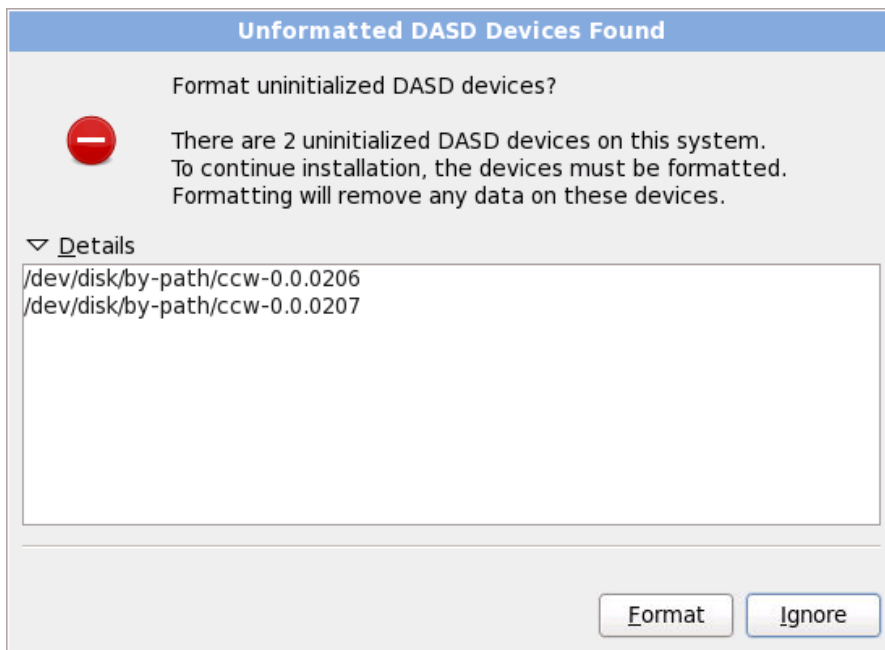 Unformatted DASD Devices Found
Format uninitialized DASD devices?
There are 2 uninitialized DASD devices on this system.
To continue installation, the devices must be formatted.
Formatting will remove any data on these devices.
Details
/dev/disk/by-path/ccw-0.0.0206
/dev/disk/by-path/ccw-0.0.0207
Format Ignore